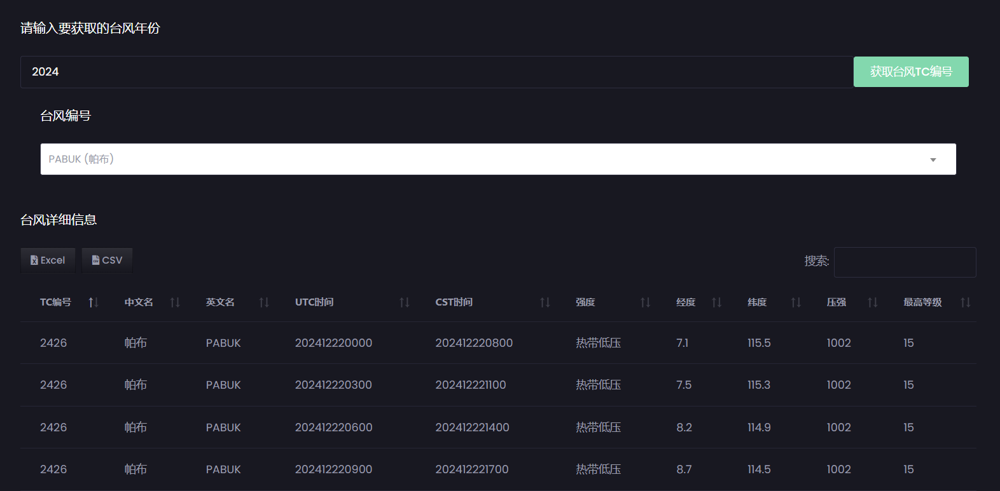 请输入要获取的台风年份
2024 获取台风TC编号
台风编号
PABUK (帕布)
台风详细信息
Excel CSV 搜索:
TC编号 中文名 英文名 UTC时间 CST时间 强度 经度 纬度 压强 最高等级
2426 帕布 PABUK 202412220000 202412220800 热带低压 7.1 115.5 1002 15
2426 帕布 PABUK 202412220300 202412221100 热带低压 7.5 115.3 1002 15
2426 帕布 PABUK 202412220600 202412221400 热带低压 8.2 114.9 1002 15
2426 帕布 PABUK 202412220900 202412221700 热带低压 8.7 114.5 1002 15